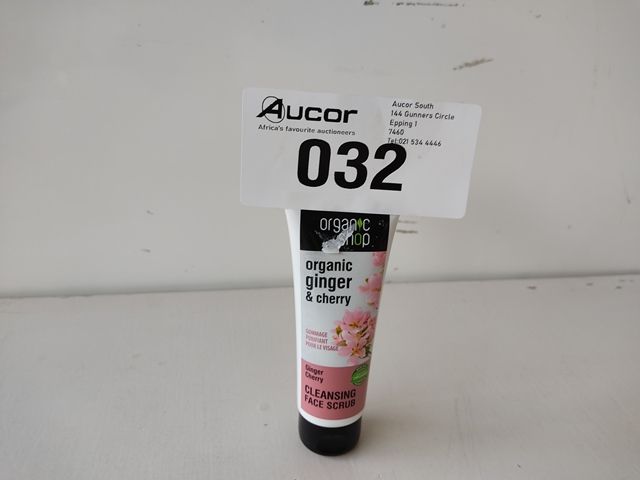 Aucor
Africa's favourite auctioneers
Aucor South
144 Gunners Circle
Epping 1
7460
Tel:021 534 4446
032
organic
shop
organic
ginger
& cherry
GOMMAGE
PURIFIANT
POUR LE VISAGE
Ginger
Cherry
CLEANSING
FACE SCRUB